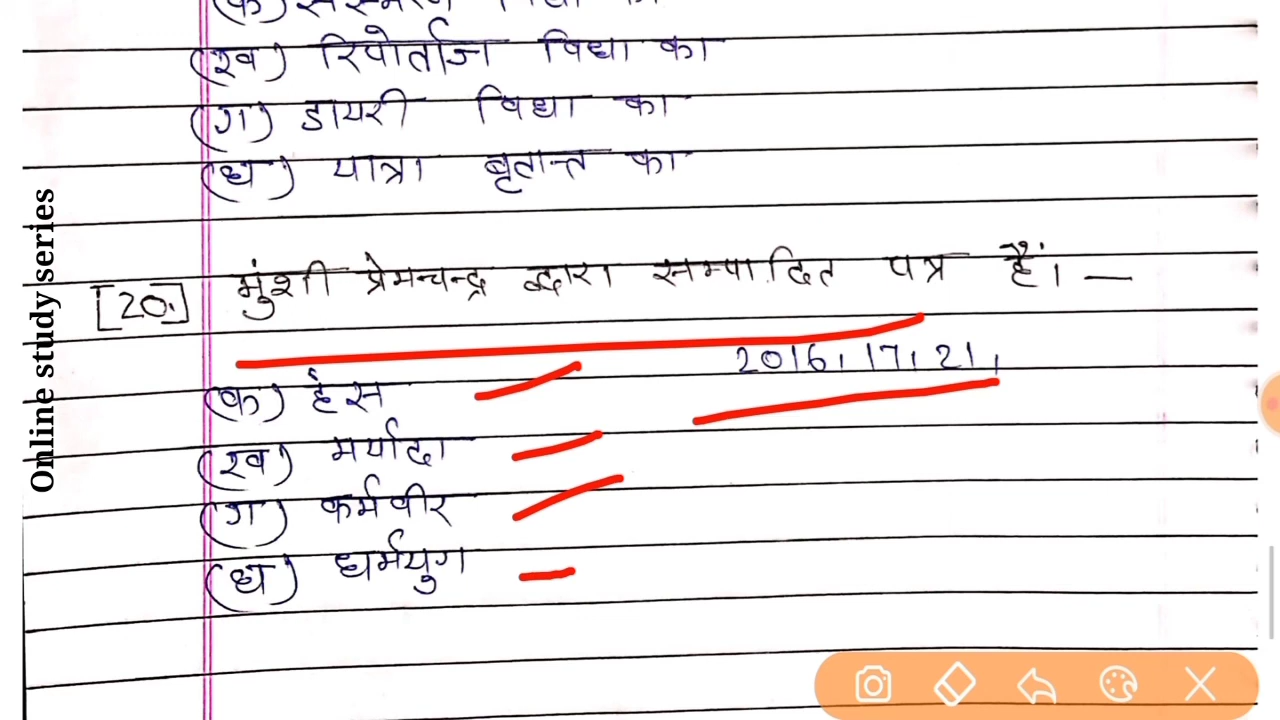 (ख) रिपोर्ताज विधा का
(ग) डायरी विधा का
(घ) यात्रा बृतान्त का
[20.] मुंशी प्रेमचन्द्र द्वारा सम्पादित पत्र हैं। —
2016, 17, 21,
(क) हंस
(ख) मर्यादा
(ग) कर्मवीर
(घ) धर्मयुग
Online study series